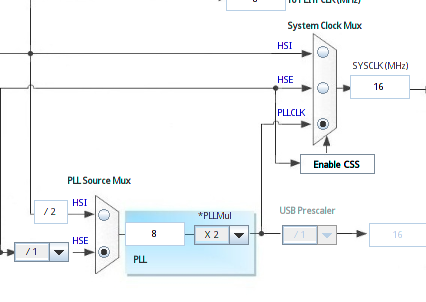 System Clock Mux
HSI
SYSCLK (MHz)
HSE
16
PLLCLK
Enable CSS
PLL Source Mux
HSI
/ 2
*PLLMul
USB Prescaler
HSE
8
X 2
/ 1
16
/ 1
PLL